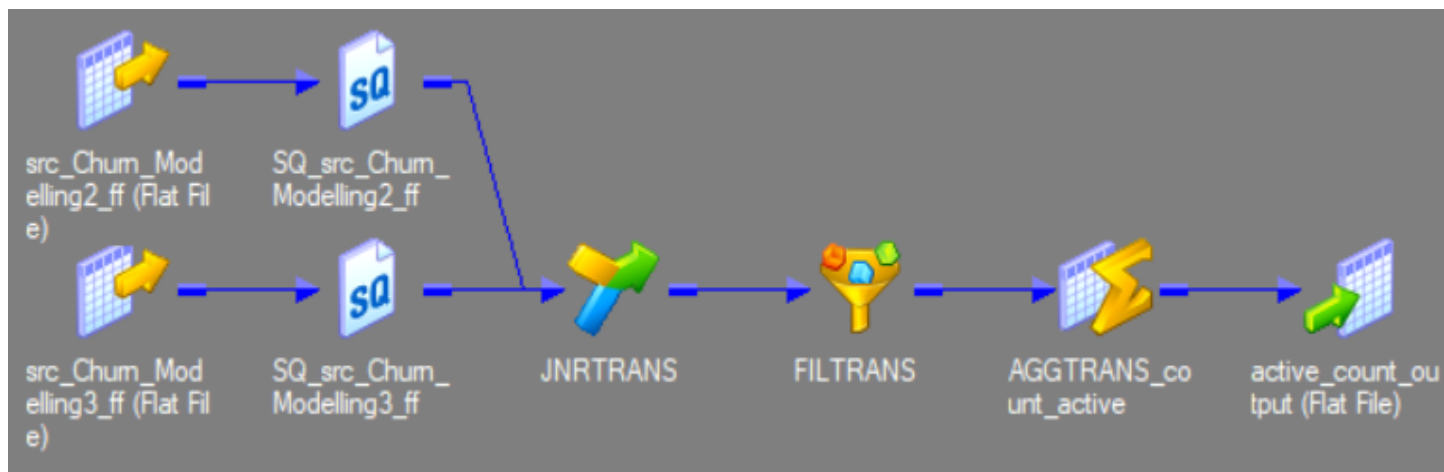 SQ
src_Churn_Mod
elling2_ff (Flat Fil
e)
SQ_src_Churn_
Modelling2_ff
SQ
src_Churn_Mod
elling3_ff (Flat Fil
e)
SQ_src_Churn_
Modelling3_ff
JNRTRANS
FILTRANS
AGGTRANS_co
unt_active
active_count_ou
tput (Flat File)